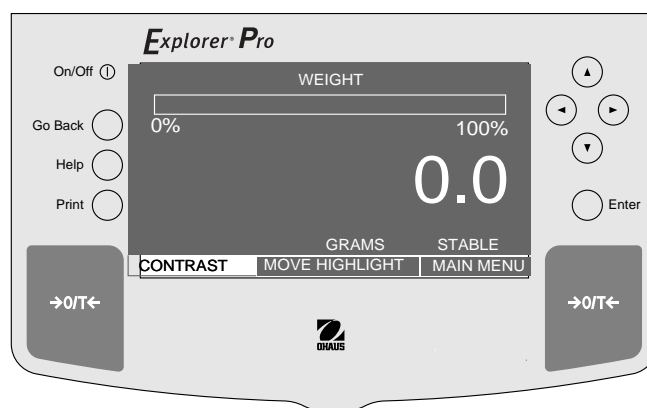 Explorer® Pro
On/Off
WEIGHT
Go Back
0% 100%
Help
0.0
Print
Enter
GRAMS STABLE
CONTRAST MOVE HIGHLIGHT MAIN MENU
→0/T← →0/T←
OHAUS